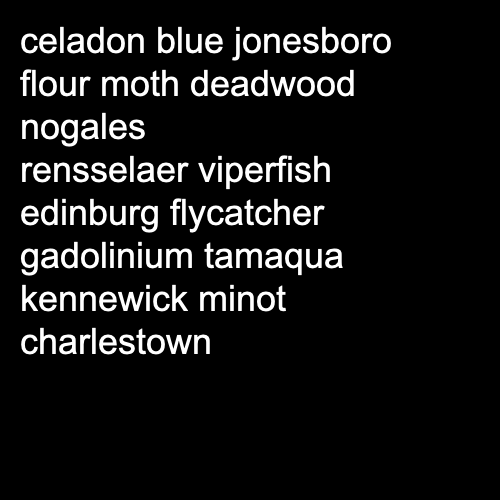 celadon blue jonesboro
flour moth deadwood
nogales
rensselaer viperfish
edinburg flycatcher
gadolinium tamaqua
kennewick minot
charlestown